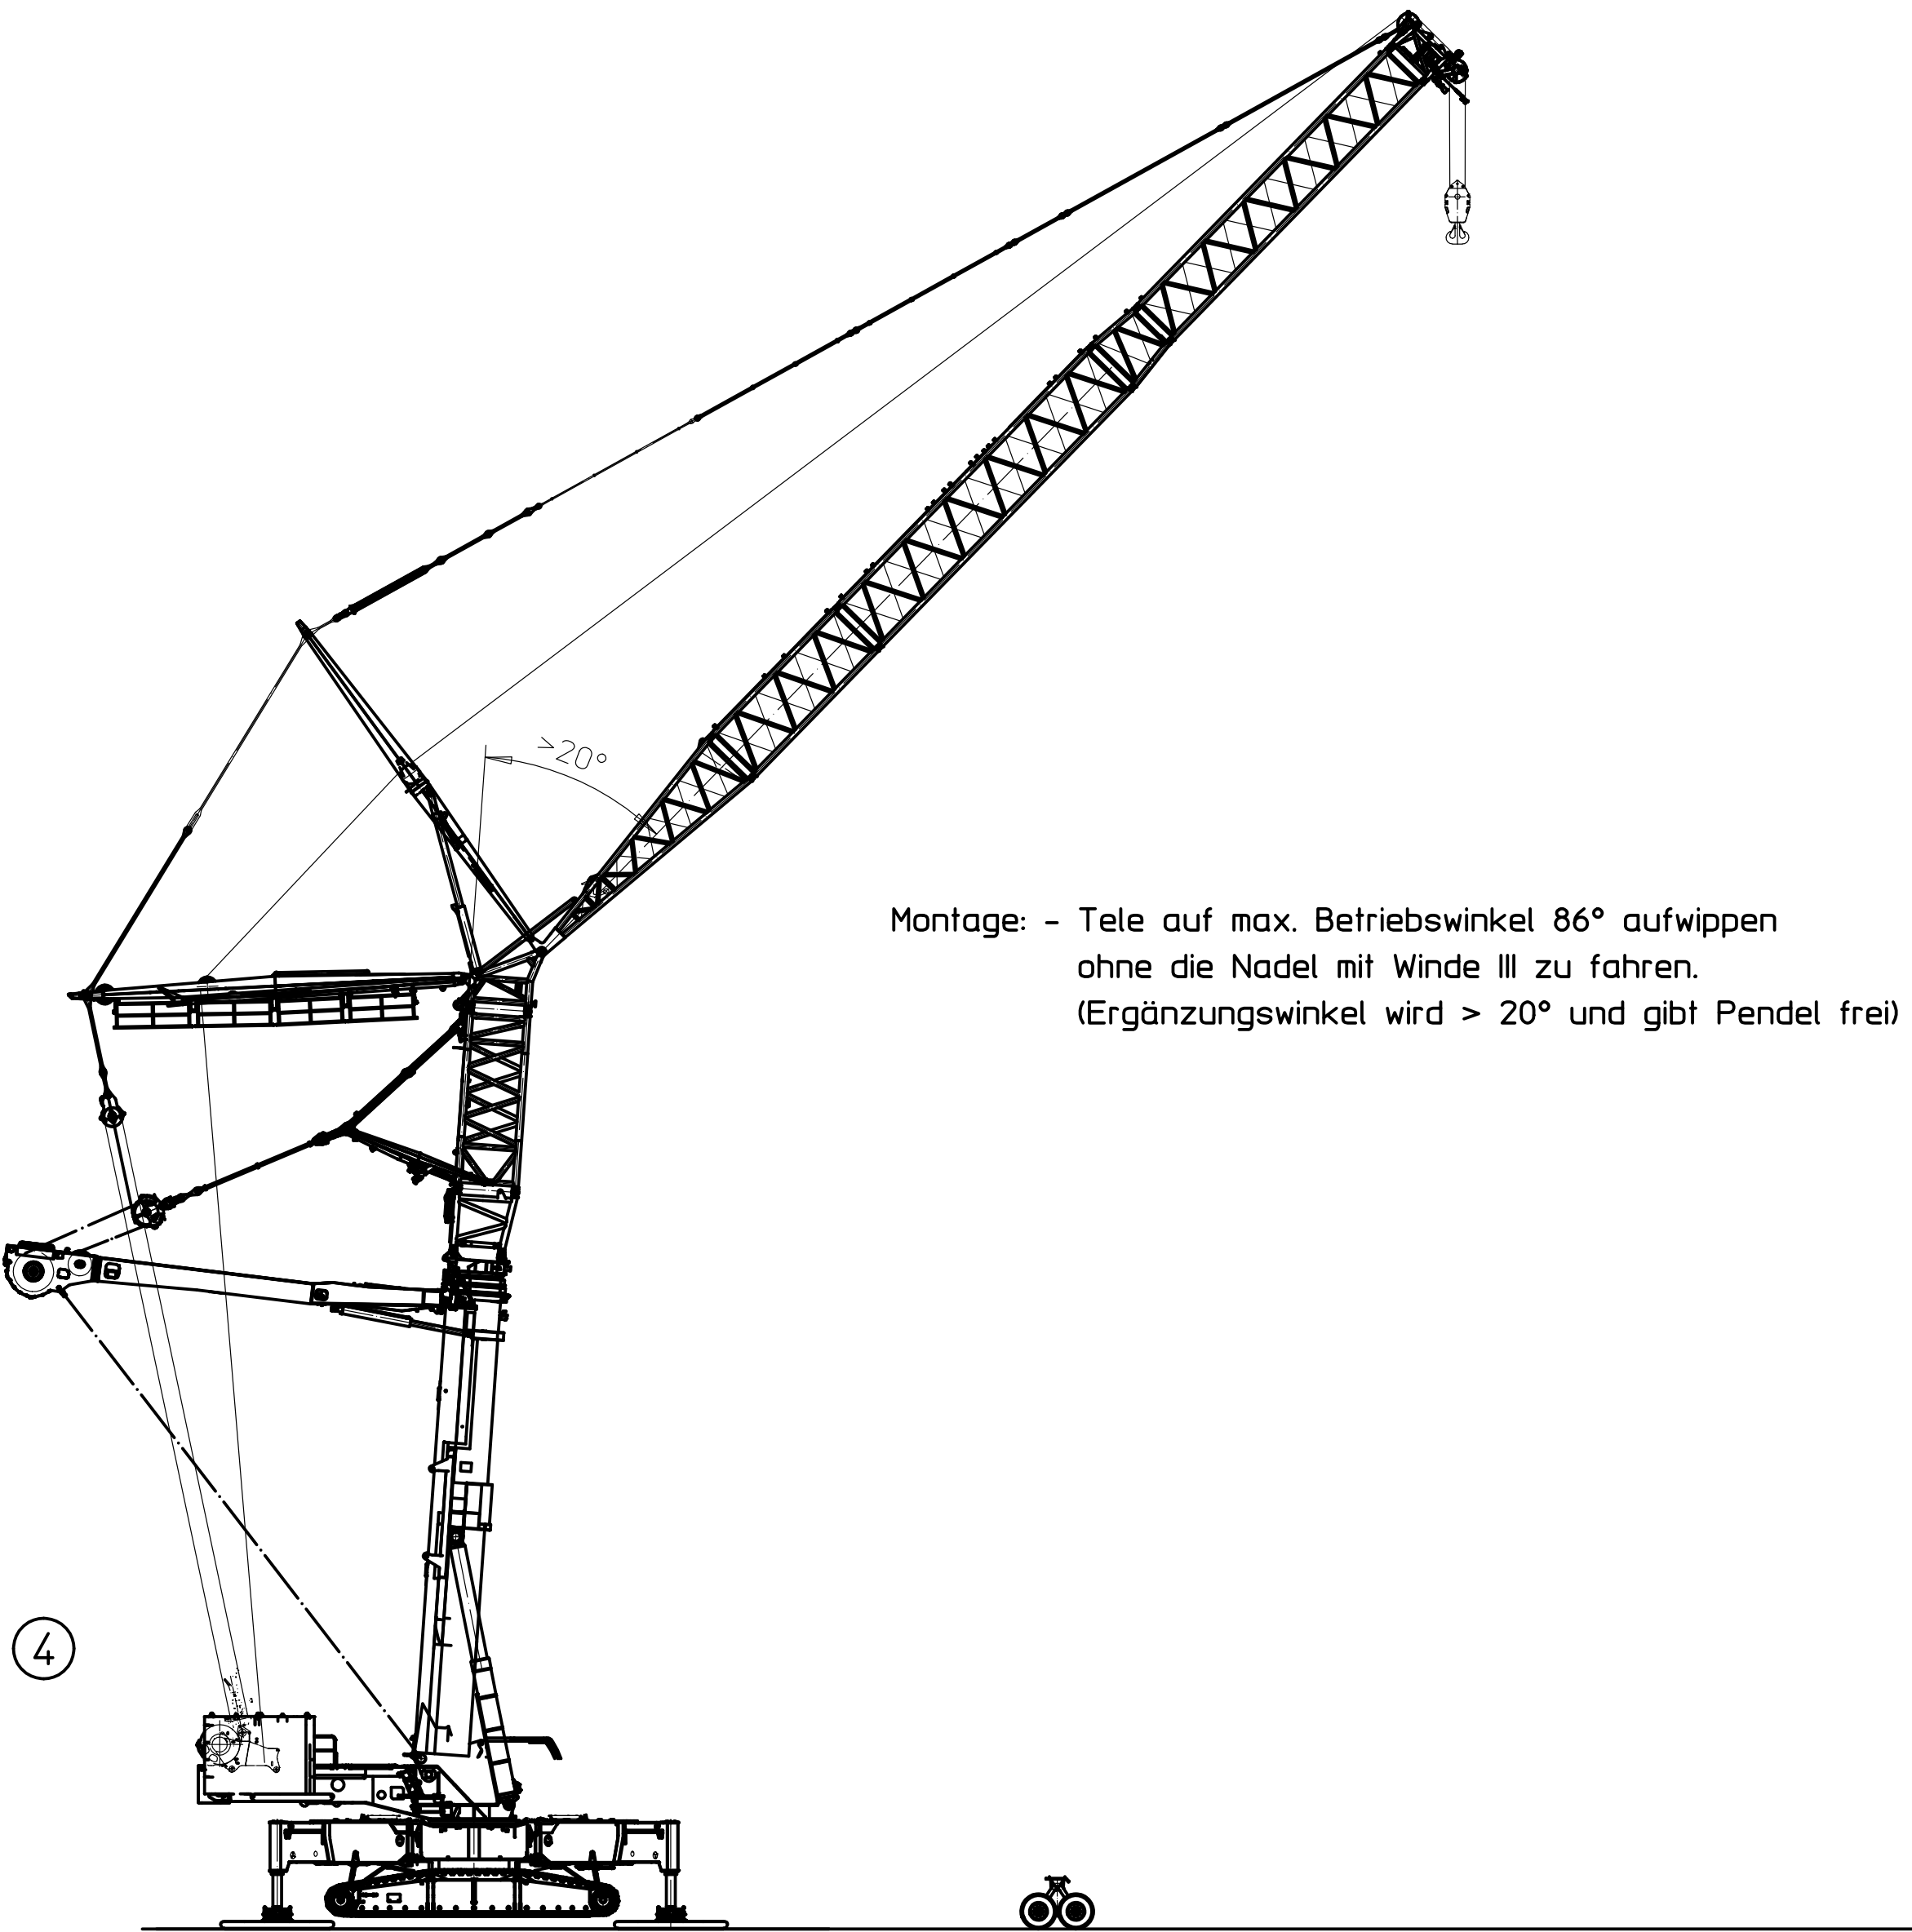 >20°
Montage: - Tele auf max. Betriebswinkel 86° aufwippen
ohne die Nadel mit Winde III zu fahren.
(Ergänzungswinkel wird > 20° und gibt Pendel frei)
4